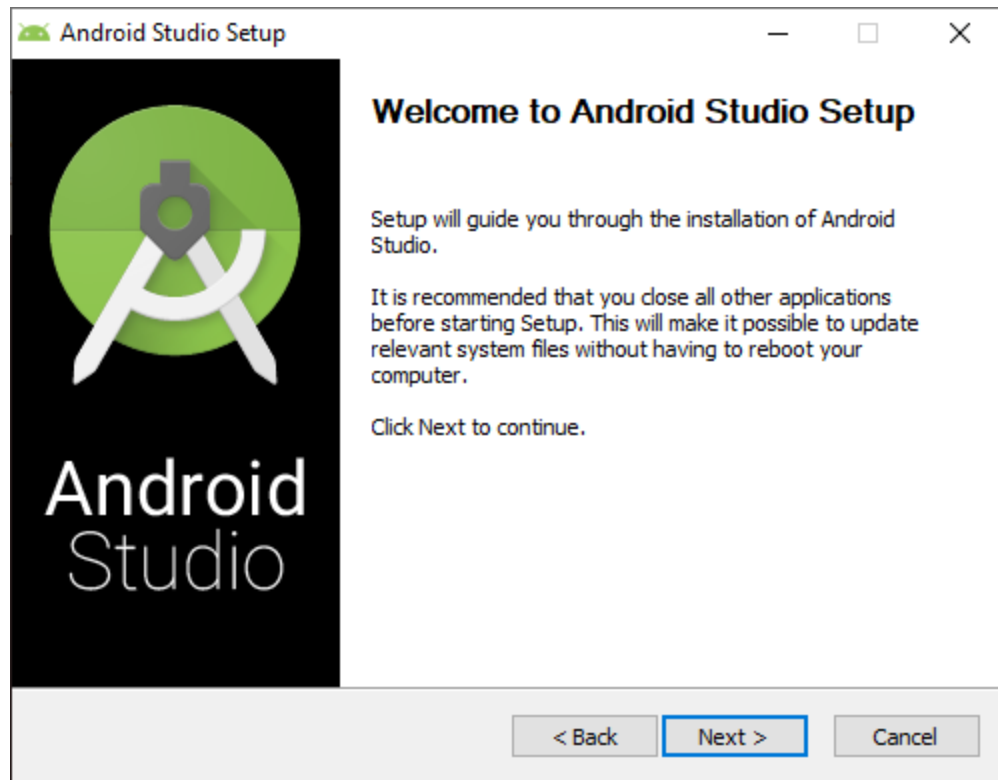 Android Studio Setup
Welcome to Android Studio Setup
Setup will guide you through the installation of Android
Studio.
It is recommended that you close all other applications
before starting Setup. This will make it possible to update
relevant system files without having to reboot your
computer.
Click Next to continue.
Android
Studio
< Back
Next >
Cancel